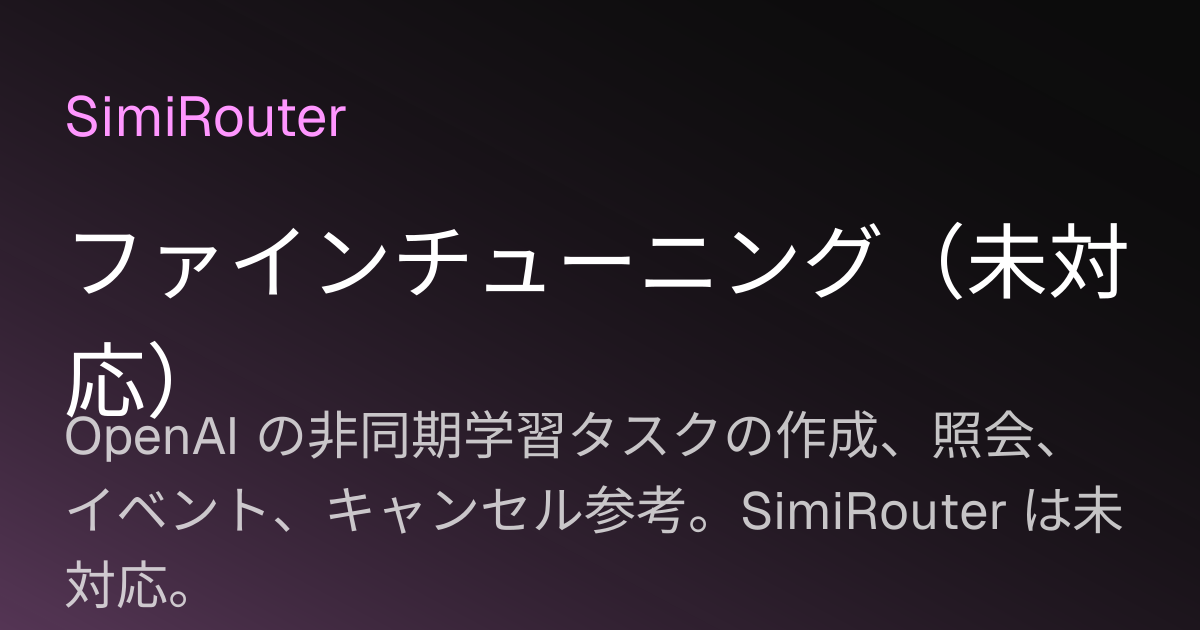 SimiRouter
ファインチューニング（未対
応）
OpenAI の非同期学習タスクの作成、照会、
イベント、キャンセル参考。SimiRouter は未
対応。